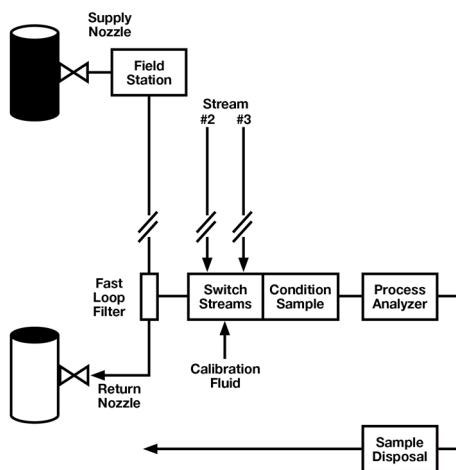 Supply
Nozzle
Field
Station
Stream
#2 #3
Fast
Loop
Filter
Switch
Streams
Condition
Sample
Process
Analyzer
Calibration
Fluid
Return
Nozzle
Sample
Disposal